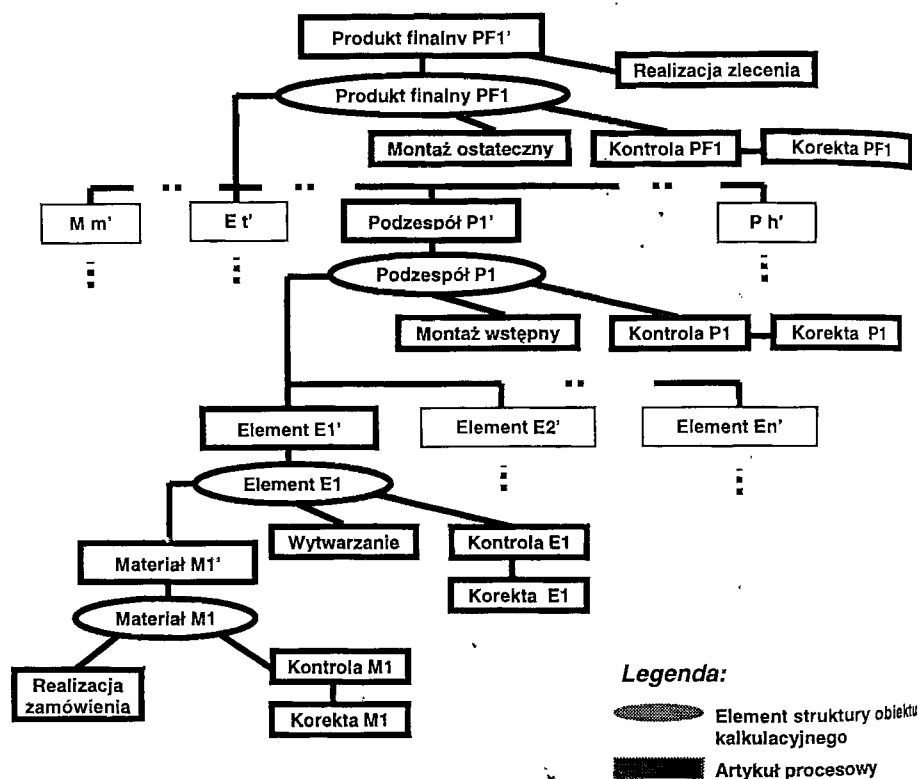 Produkt finalny PF1'
Realizacja zlecenia
Produkt finalny PF1
Montaż ostateczny
Kontrola PF1
Korekta PF1
M m'
E t'
Podzespół P1'
P h'
Podzespół P1
Montaż wstępny
Kontrola P1
Korekta P1
Element E1'
Element E2'
Element En'
Element E1
Wytwarzanie
Kontrola E1
Materiał M1'
Korekta E1
Materiał M1
Kontrola M1
Realizacja
zamówienia
Korekta M1
Legenda:
Element struktury obiektu
kalkulacyjnego
Artykuł procesowy